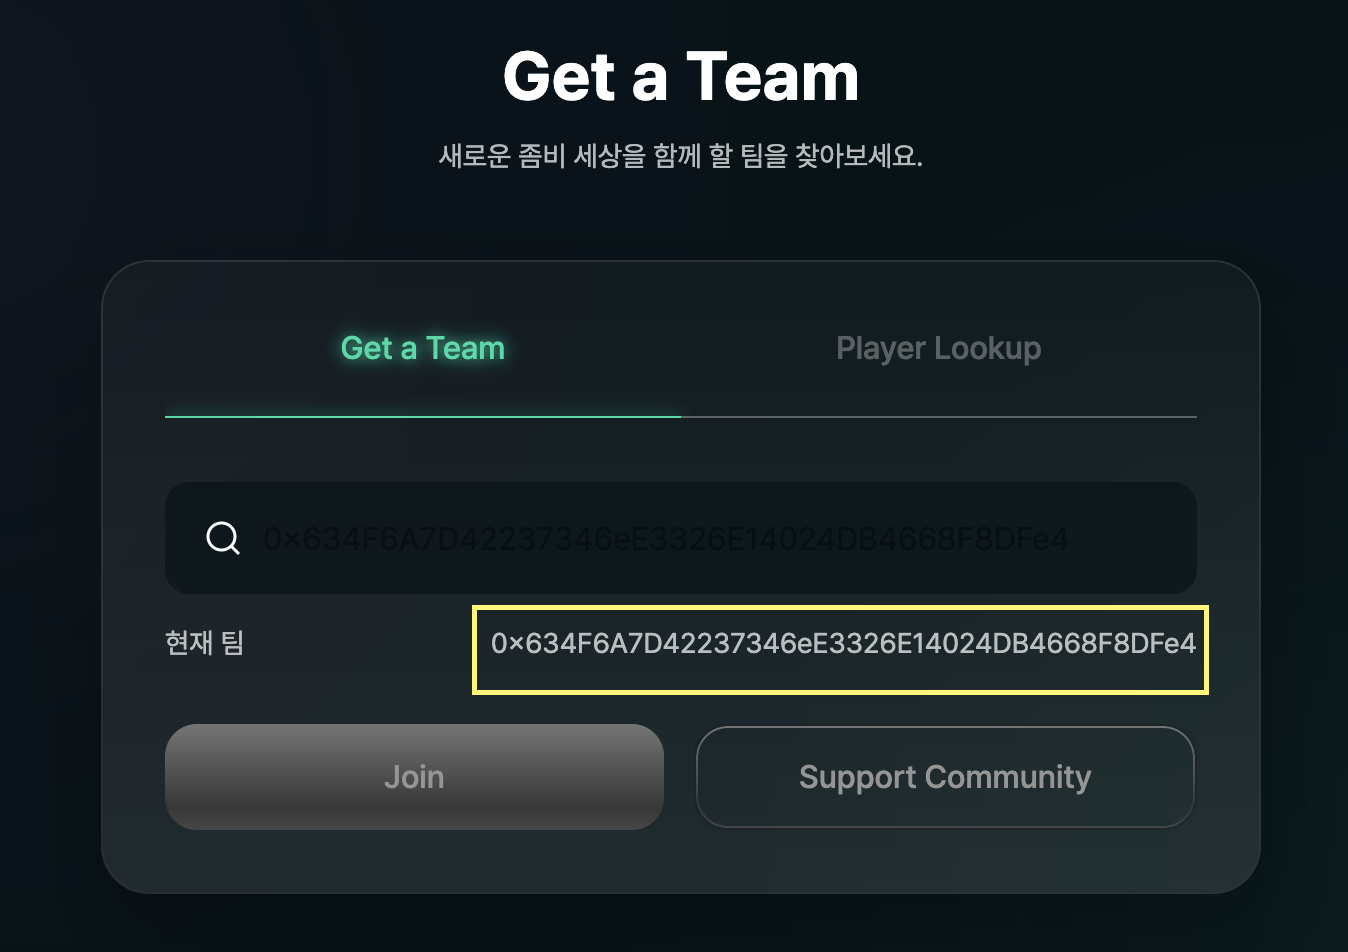 Get a Team
새로운 좀비 세상을 함께 할 팀을 찾아보세요.
Get a Team
Player Lookup
0x634F6A7D42237346eE3326E14024DB4668F8DFe4
현재 팀
0x634F6A7D42237346eE3326E14024DB4668F8DFe4
Join
Support Community